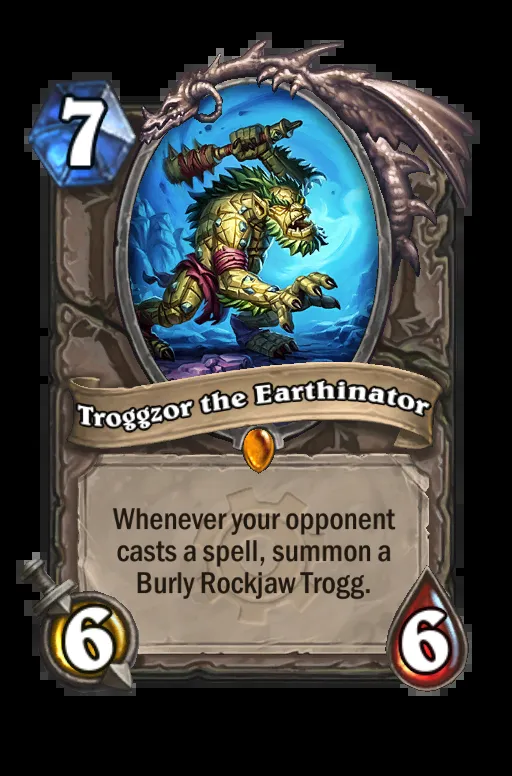 7
Troggzor the Earthinator
Whenever your opponent
casts a spell, summon a
Burly Rockjaw Trogg.
6
6